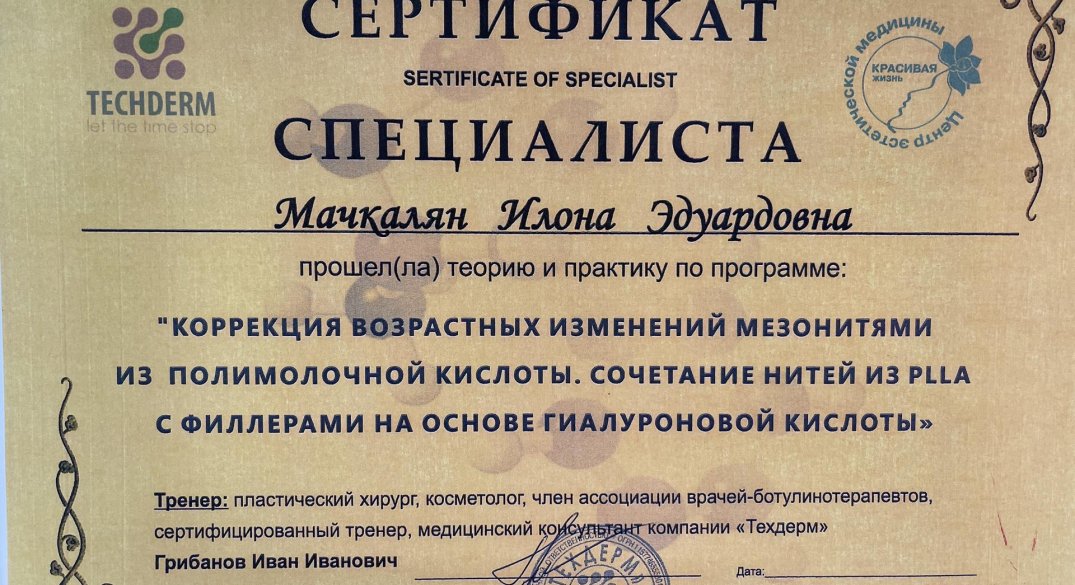 СЕРТИФИКАТ
SERTIFICATE OF SPECIALIST
TECHDERM
let the time stop
Центр эстетической медицины
КРАСИВАЯ
ЖИЗНЬ
СПЕЦИАЛИСТА
Мачкалян Илона Эдуардовна
прошел(ла) теорию и практику по программе:
"КОРРЕКЦИЯ ВОЗРАСТНЫХ ИЗМЕНЕНИЙ МЕЗОНИТЯМИ
ИЗ ПОЛИМОЛОЧНОЙ КИСЛОТЫ. СОЧЕТАНИЕ НИТЕЙ ИЗ PLLA
С ФИЛЛЕРАМИ НА ОСНОВЕ ГИАЛУРОНОВОЙ КИСЛОТЫ»
Тренер: пластический хирург, косметолог, член ассоциации врачей-ботулинотерапевтов,
сертифицированный тренер, медицинский консультант компании «Техдерм»
Грибанов Иван Иванович
ТЕХДЕРМ
Дата: